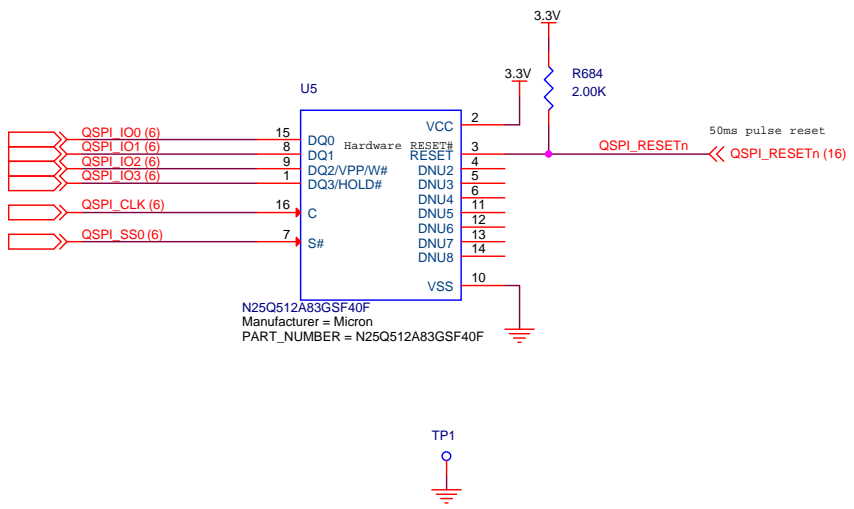 3.3V
3.3V
R684
2.00K
U5
QSPI_IO0 (6)
15
DQ0
QSPI_IO1 (6)
8
DQ1
QSPI_IO2 (6)
9
DQ2/VPP/W#
QSPI_IO3 (6)
1
DQ3/HOLD#
QSPI_CLK (6)
16
C
QSPI_SS0 (6)
7
S#
VCC
2
Hardware RESET#
RESET
3
DNU2
4
DNU3
5
DNU4
6
DNU5
11
DNU6
12
DNU7
13
DNU8
14
VSS
10
QSPI_RESETn
50ms pulse reset
QSPI_RESETn (16)
N25Q512A83GSF40F
Manufacturer = Micron
PART_NUMBER = N25Q512A83GSF40F
TP1